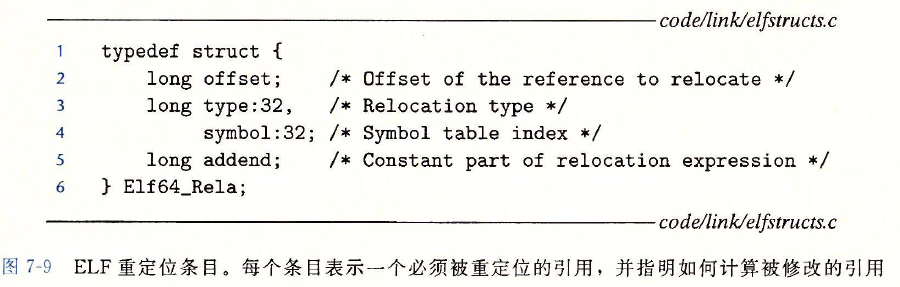 code/link/elfstructs.c
1 typedef struct {
2 long offset; /* Offset of the reference to relocate */
3 long type:32, /* Relocation type */
4 symbol:32; /* Symbol table index */
5 long addend; /* Constant part of relocation expression */
6 } Elf64_Rela;
code/link/elfstructs.c
图 7-9 ELF 重定位条目。每个条目表示一个必须被重定位的引用，并指明如何计算被修改的引用